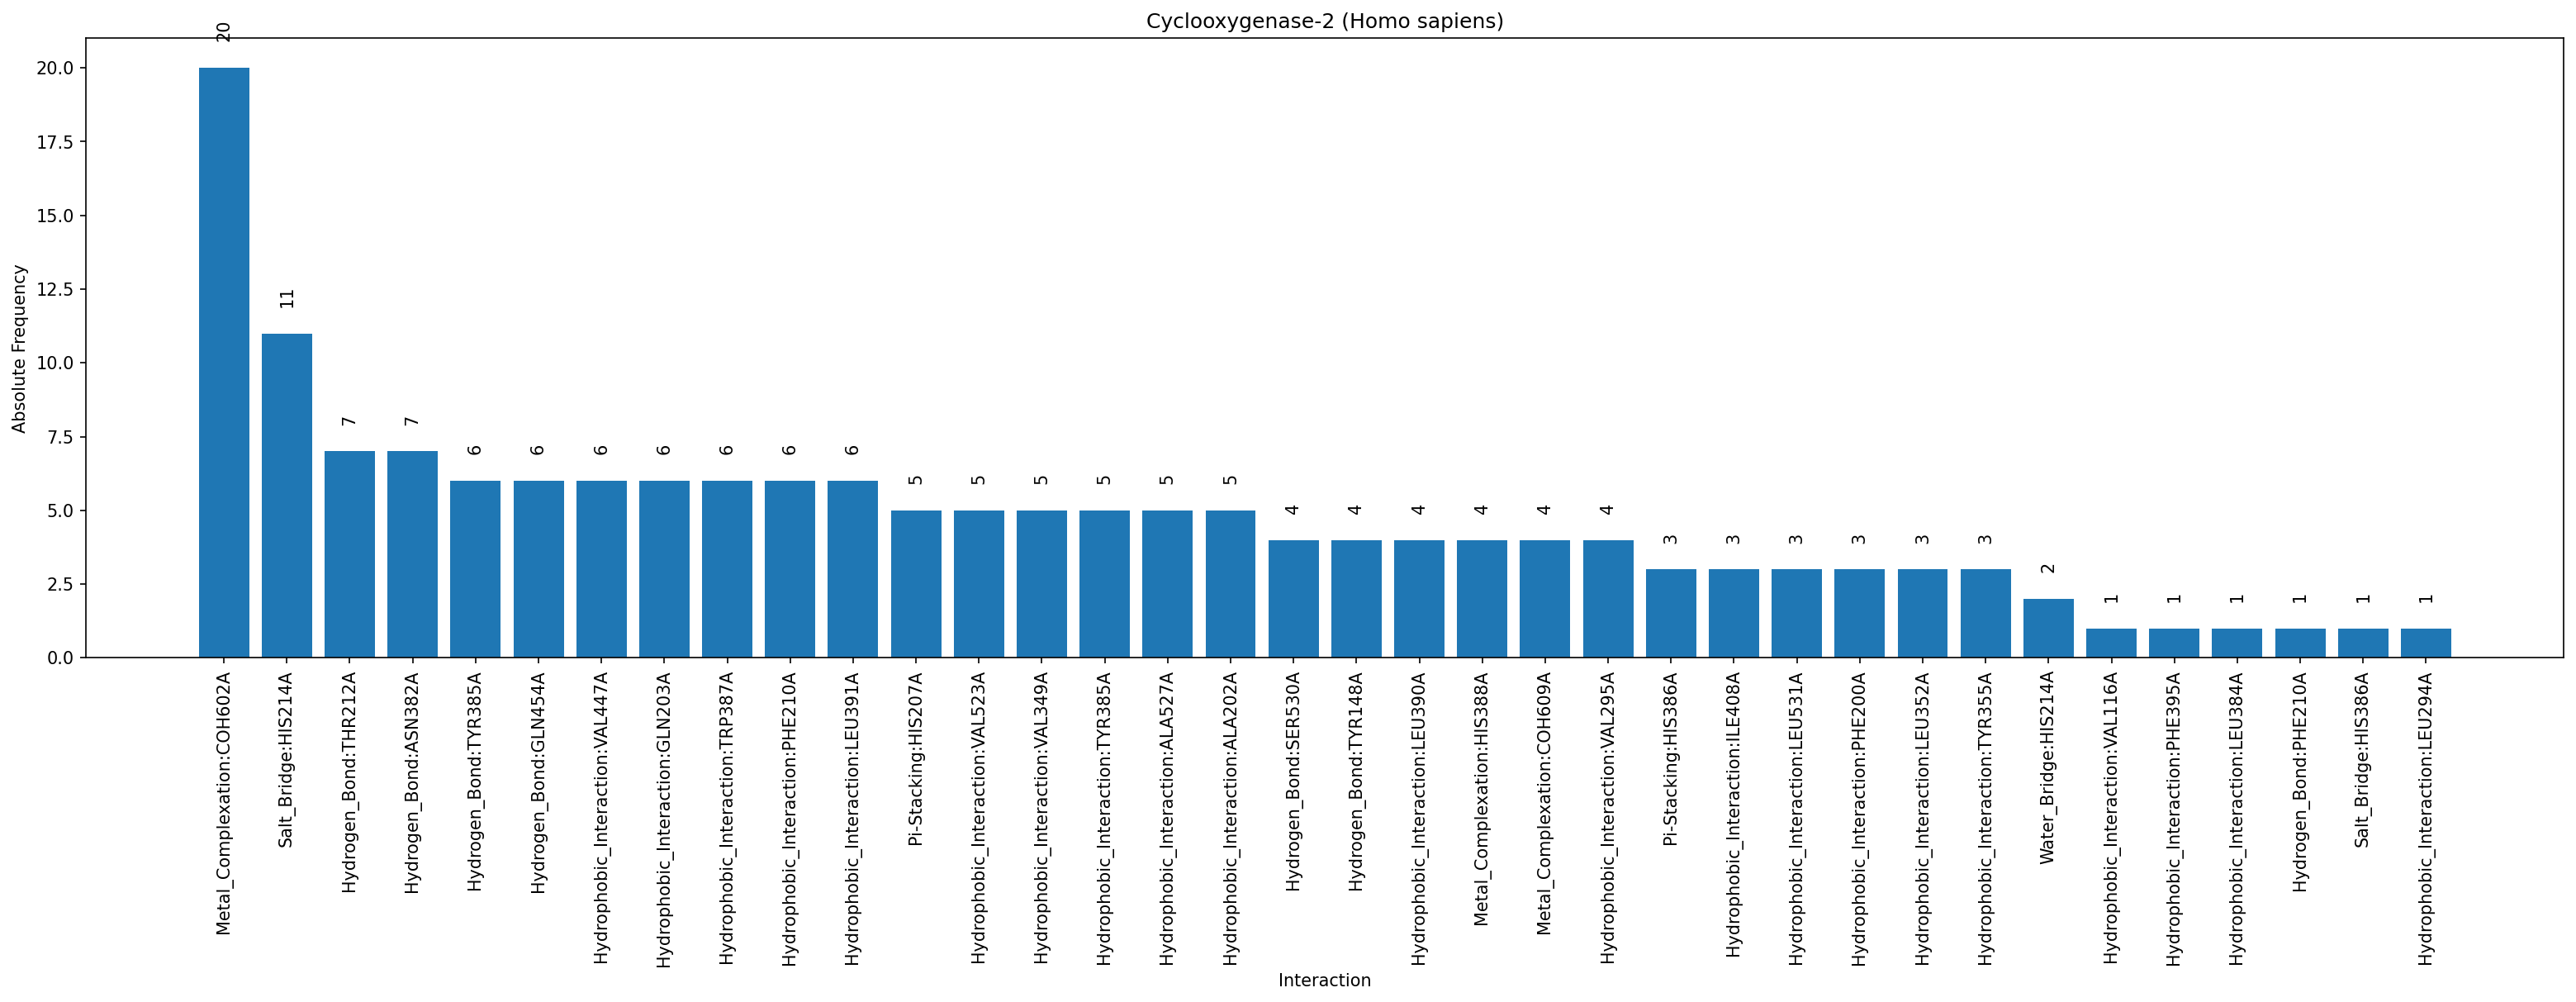 Cyclooxygenase-2 (Homo sapiens)
Absolute Frequency
20.0
17.5
15.0
12.5
10.0
7.5
5.0
2.5
0.0
20
11
7
7
6
6
6
6
6
6
6
5
5
5
5
5
5
4
4
4
4
4
4
3
3
3
3
3
3
2
1
1
1
1
1
1
Metal_Complexation:COH602A
Salt_Bridge:HIS214A
Hydrogen_Bond:THR212A
Hydrogen_Bond:ASN382A
Hydrogen_Bond:TYR385A
Hydrogen_Bond:GLN454A
Hydrophobic_Interaction:VAL447A
Hydrophobic_Interaction:GLN203A
Hydrophobic_Interaction:TRP387A
Hydrophobic_Interaction:PHE210A
Hydrophobic_Interaction:LEU391A
Pi-Stacking:HIS207A
Hydrophobic_Interaction:VAL523A
Hydrophobic_Interaction:VAL349A
Hydrophobic_Interaction:TYR385A
Hydrophobic_Interaction:ALA527A
Hydrophobic_Interaction:ALA202A
Hydrogen_Bond:SER530A
Hydrogen_Bond:TYR148A
Hydrophobic_Interaction:LEU390A
Metal_Complexation:HIS388A
Metal_Complexation:COH609A
Hydrophobic_Interaction:VAL295A
Pi-Stacking:HIS386A
Hydrophobic_Interaction:ILE408A
Hydrophobic_Interaction:LEU531A
Hydrophobic_Interaction:PHE200A
Hydrophobic_Interaction:LEU352A
Hydrophobic_Interaction:TYR355A
Water_Bridge:HIS214A
Hydrophobic_Interaction:VAL116A
Hydrophobic_Interaction:PHE395A
Hydrophobic_Interaction:LEU384A
Hydrogen_Bond:PHE210A
Salt_Bridge:HIS386A
Hydrophobic_Interaction:LEU294A
Interaction